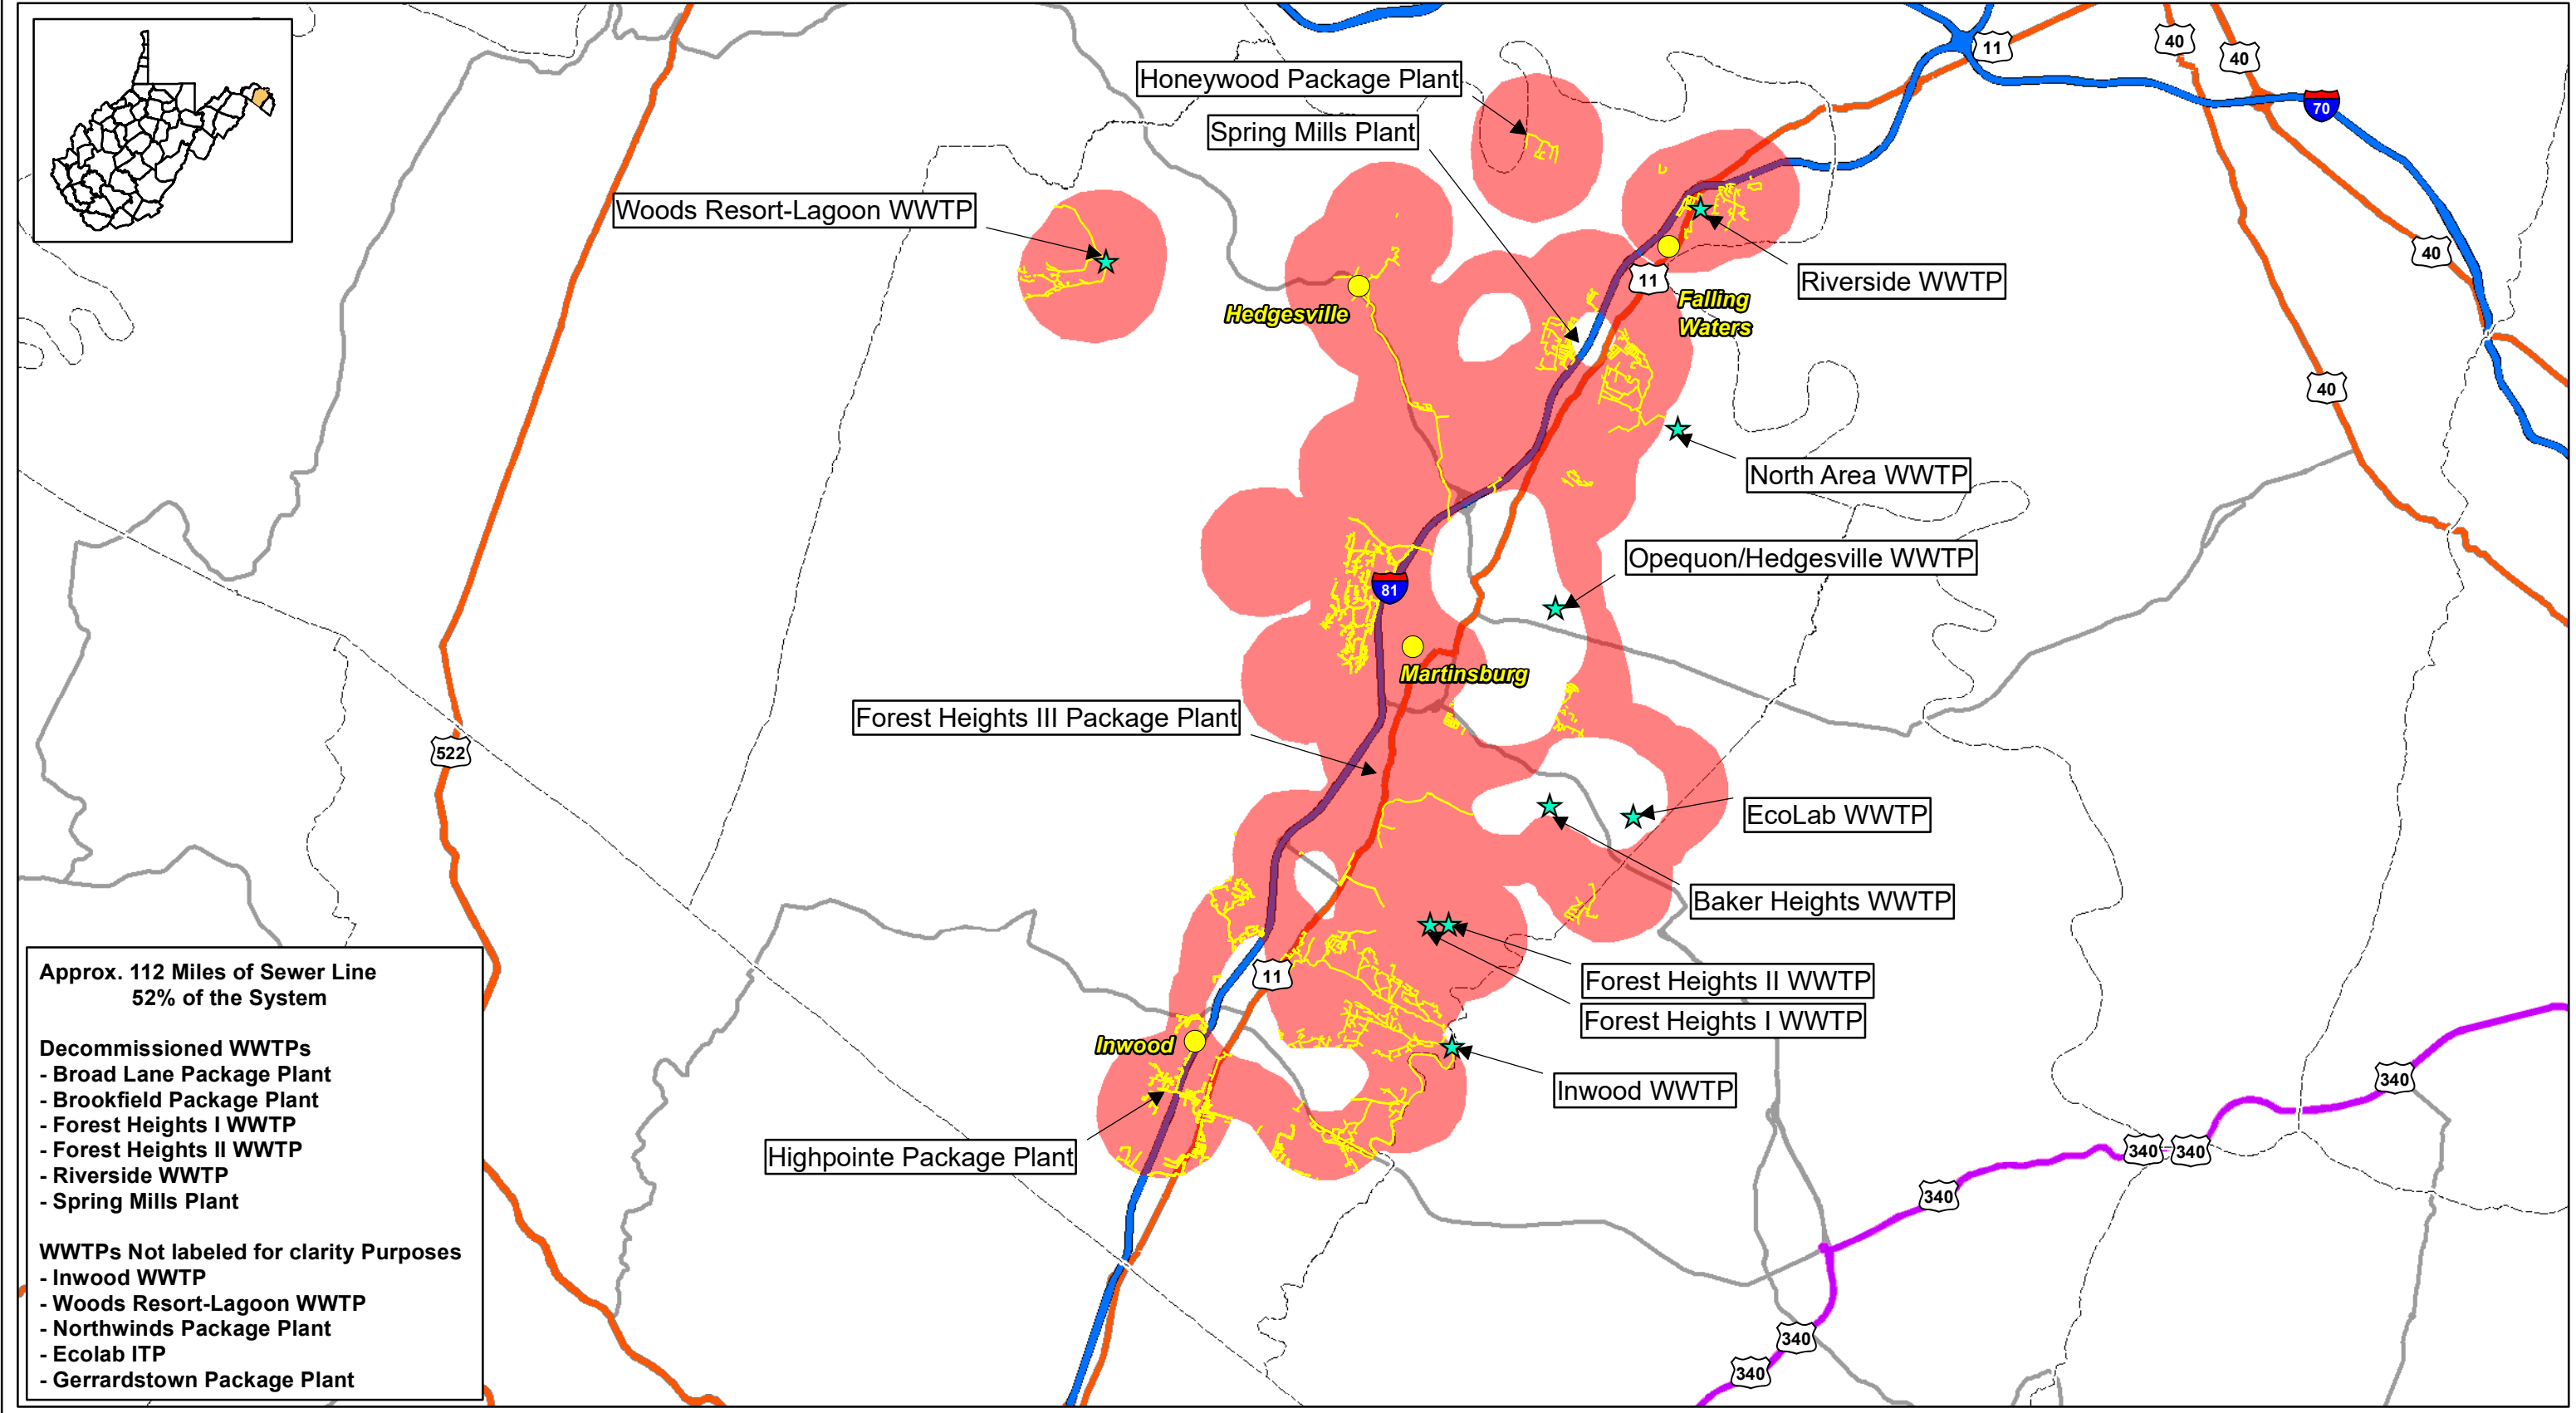 11
40
40
70
Honeywood Package Plant
Spring Mills Plant
Woods Resort-Lagoon WWTP
40
Riverside WWTP
11
Falling
Waters
Hedgesville
40
North Area WWTP
Opequon/Hedgesville WWTP
81
Martinsburg
Forest Heights III Package Plant
522
EcoLab WWTP
Baker Heights WWTP
11
Forest Heights II WWTP
Forest Heights I WWTP
Inwood
Inwood WWTP
340
Highpointe Package Plant
340
340
340
340
340
Approx. 112 Miles of Sewer Line
52% of the System
Decommissioned WWTPs
- Broad Lane Package Plant
- Brookfield Package Plant
- Forest Heights I WWTP
- Forest Heights II WWTP
- Riverside WWTP
- Spring Mills Plant
WWTPs Not labeled for clarity Purposes
- Inwood WWTP
- Woods Resort-Lagoon WWTP
- Northwinds Package Plant
- Ecolab ITP
- Gerrardstown Package Plant